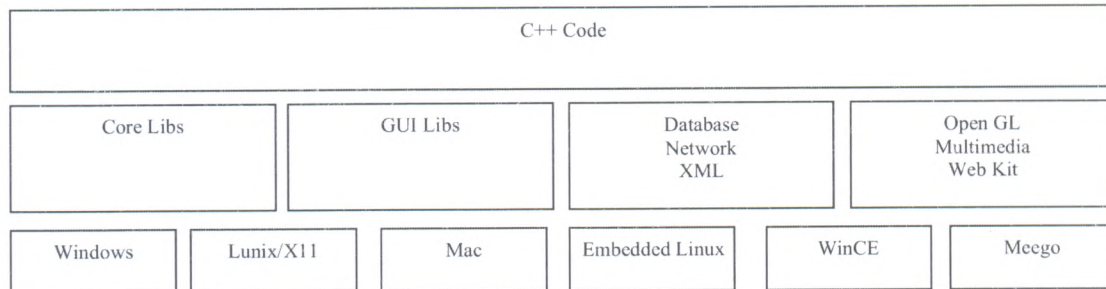 C++ Code
Core Libs
GUI Libs
Database
Network
XML
Open GL
Multimedia
Web Kit
Windows
Lunix/X11
Mac
Embedded Linux
WinCE
Meego